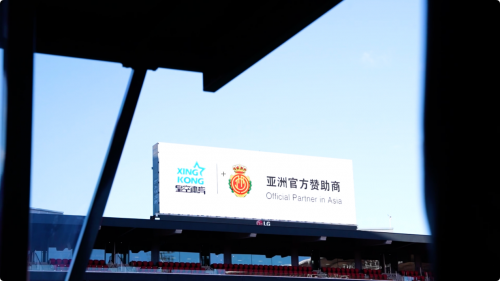 XING
KONG
星空体育
+
亚洲官方赞助商
Official Partner in Asia
LG